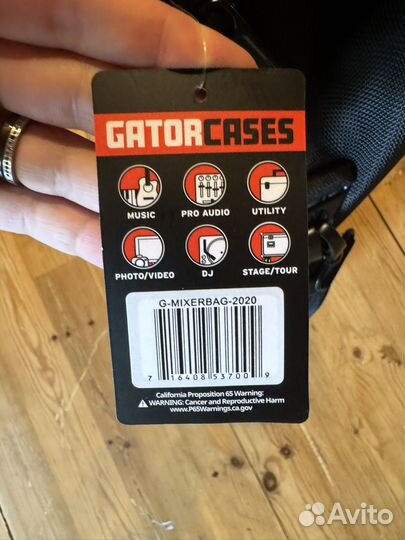 GATORCASES
MUSIC
PRO AUDIO
UTILITY
PHOTO/VIDEO
DJ
STAGE/TOUR
G-MIXERBAG-2020
7 16408 53700 9
California Proposition 65 Warning:
⚠ WARNING: Cancer and Reproductive Harm
www.P65Warnings.ca.gov
Avito